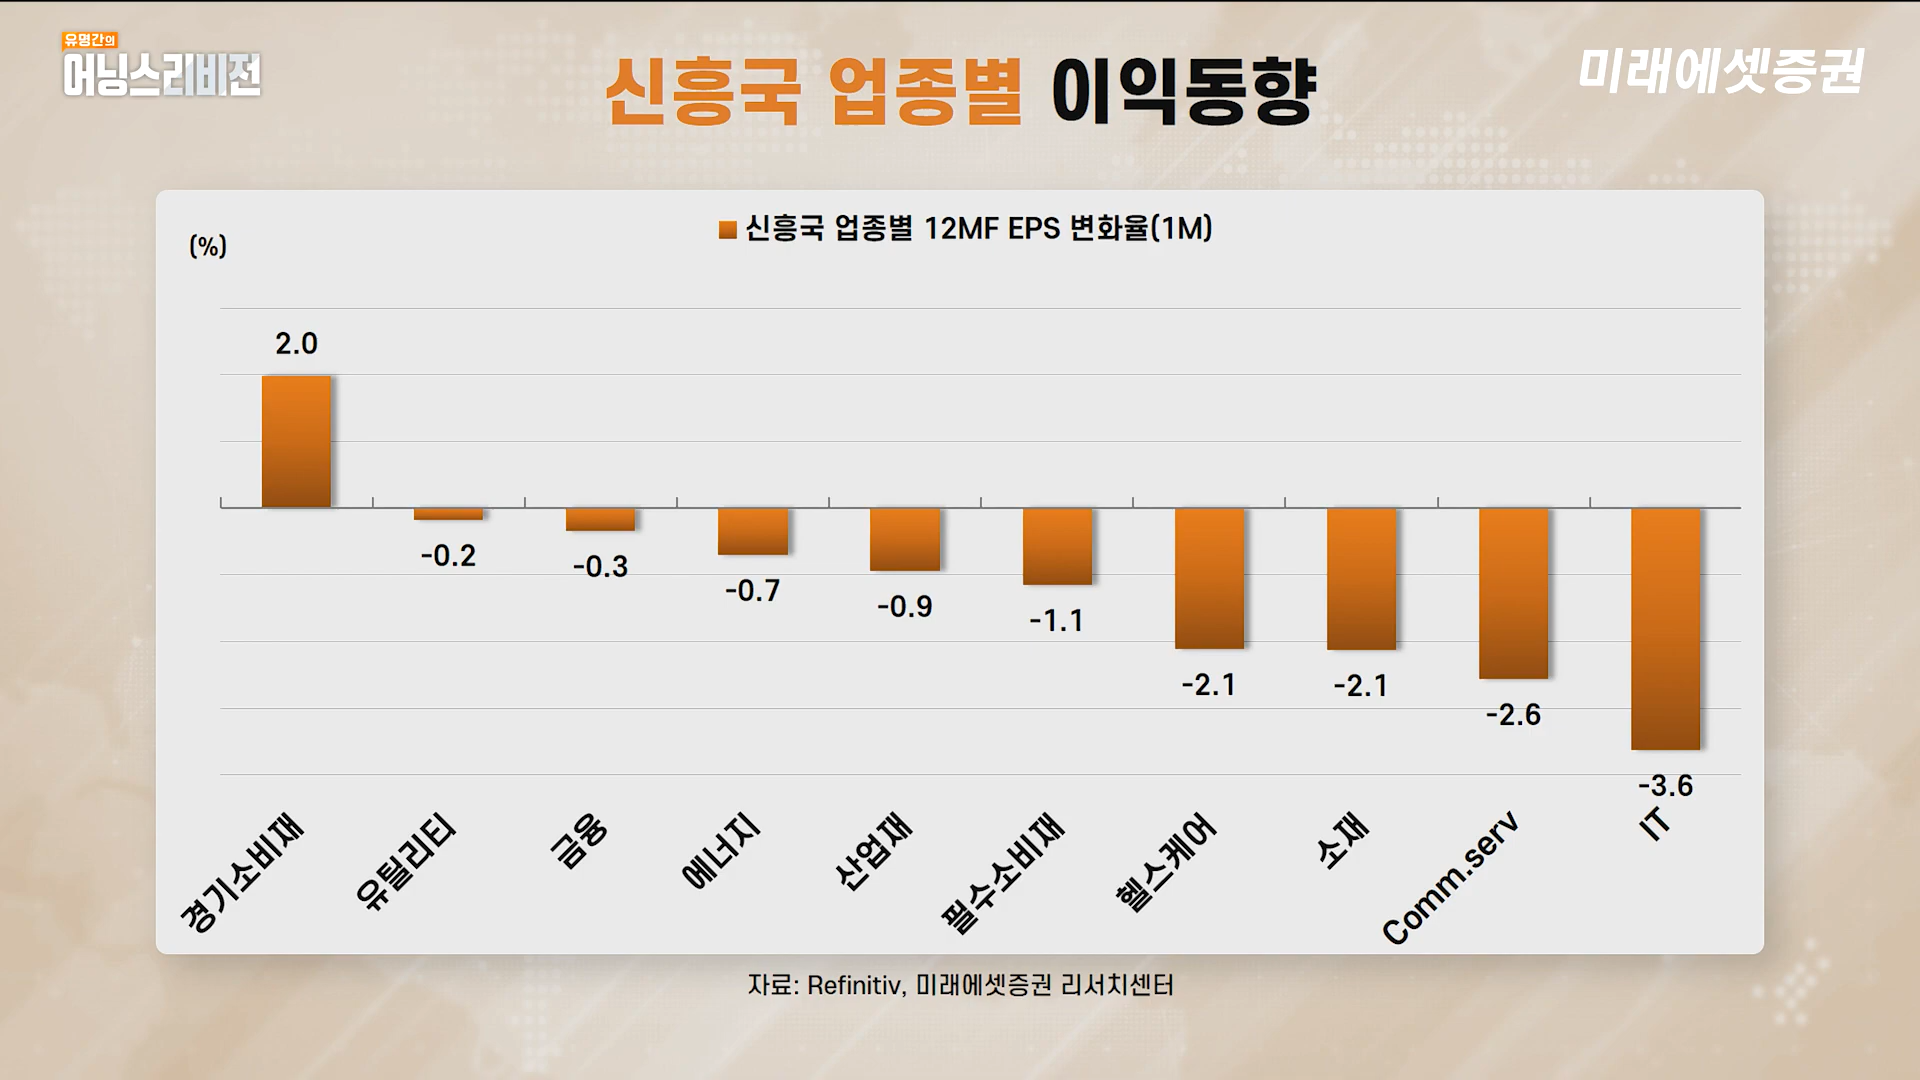 유명간의
어닝스리비전
신흥국 업종별 이익동향
미래에셋증권
(%)
신흥국 업종별 12MF EPS 변화율(1M)
2.0
-0.2
-0.3
-0.7
-0.9
-1.1
-2.1
-2.1
-2.6
-3.6
경기소비재
유틸리티
금융
에너지
산업재
필수소비재
헬스케어
소재
Comm.serv
IT
자료: Refinitiv, 미래에셋증권 리서치센터